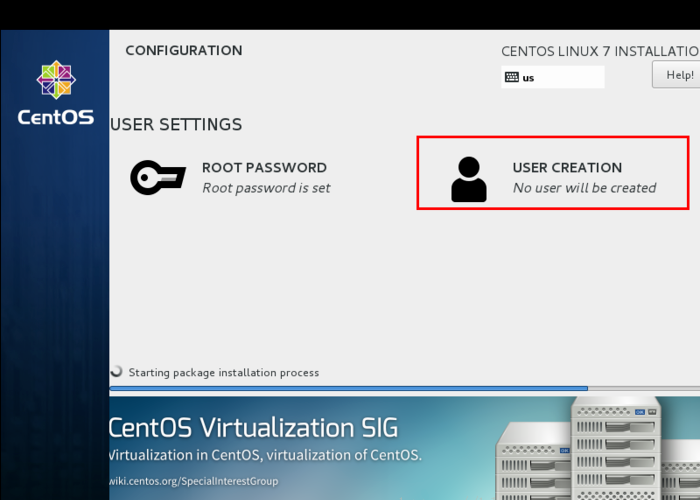 CONFIGURATION
CENTOS LINUX 7 INSTALLATIO
us
Help!
CentOS
USER SETTINGS
ROOT PASSWORD
Root password is set
USER CREATION
No user will be created
Starting package installation process
CentOS Virtualization SIG
Virtualization in CentOS, virtualization of CentOS.
wiki.centos.org/SpecialInterestGroup